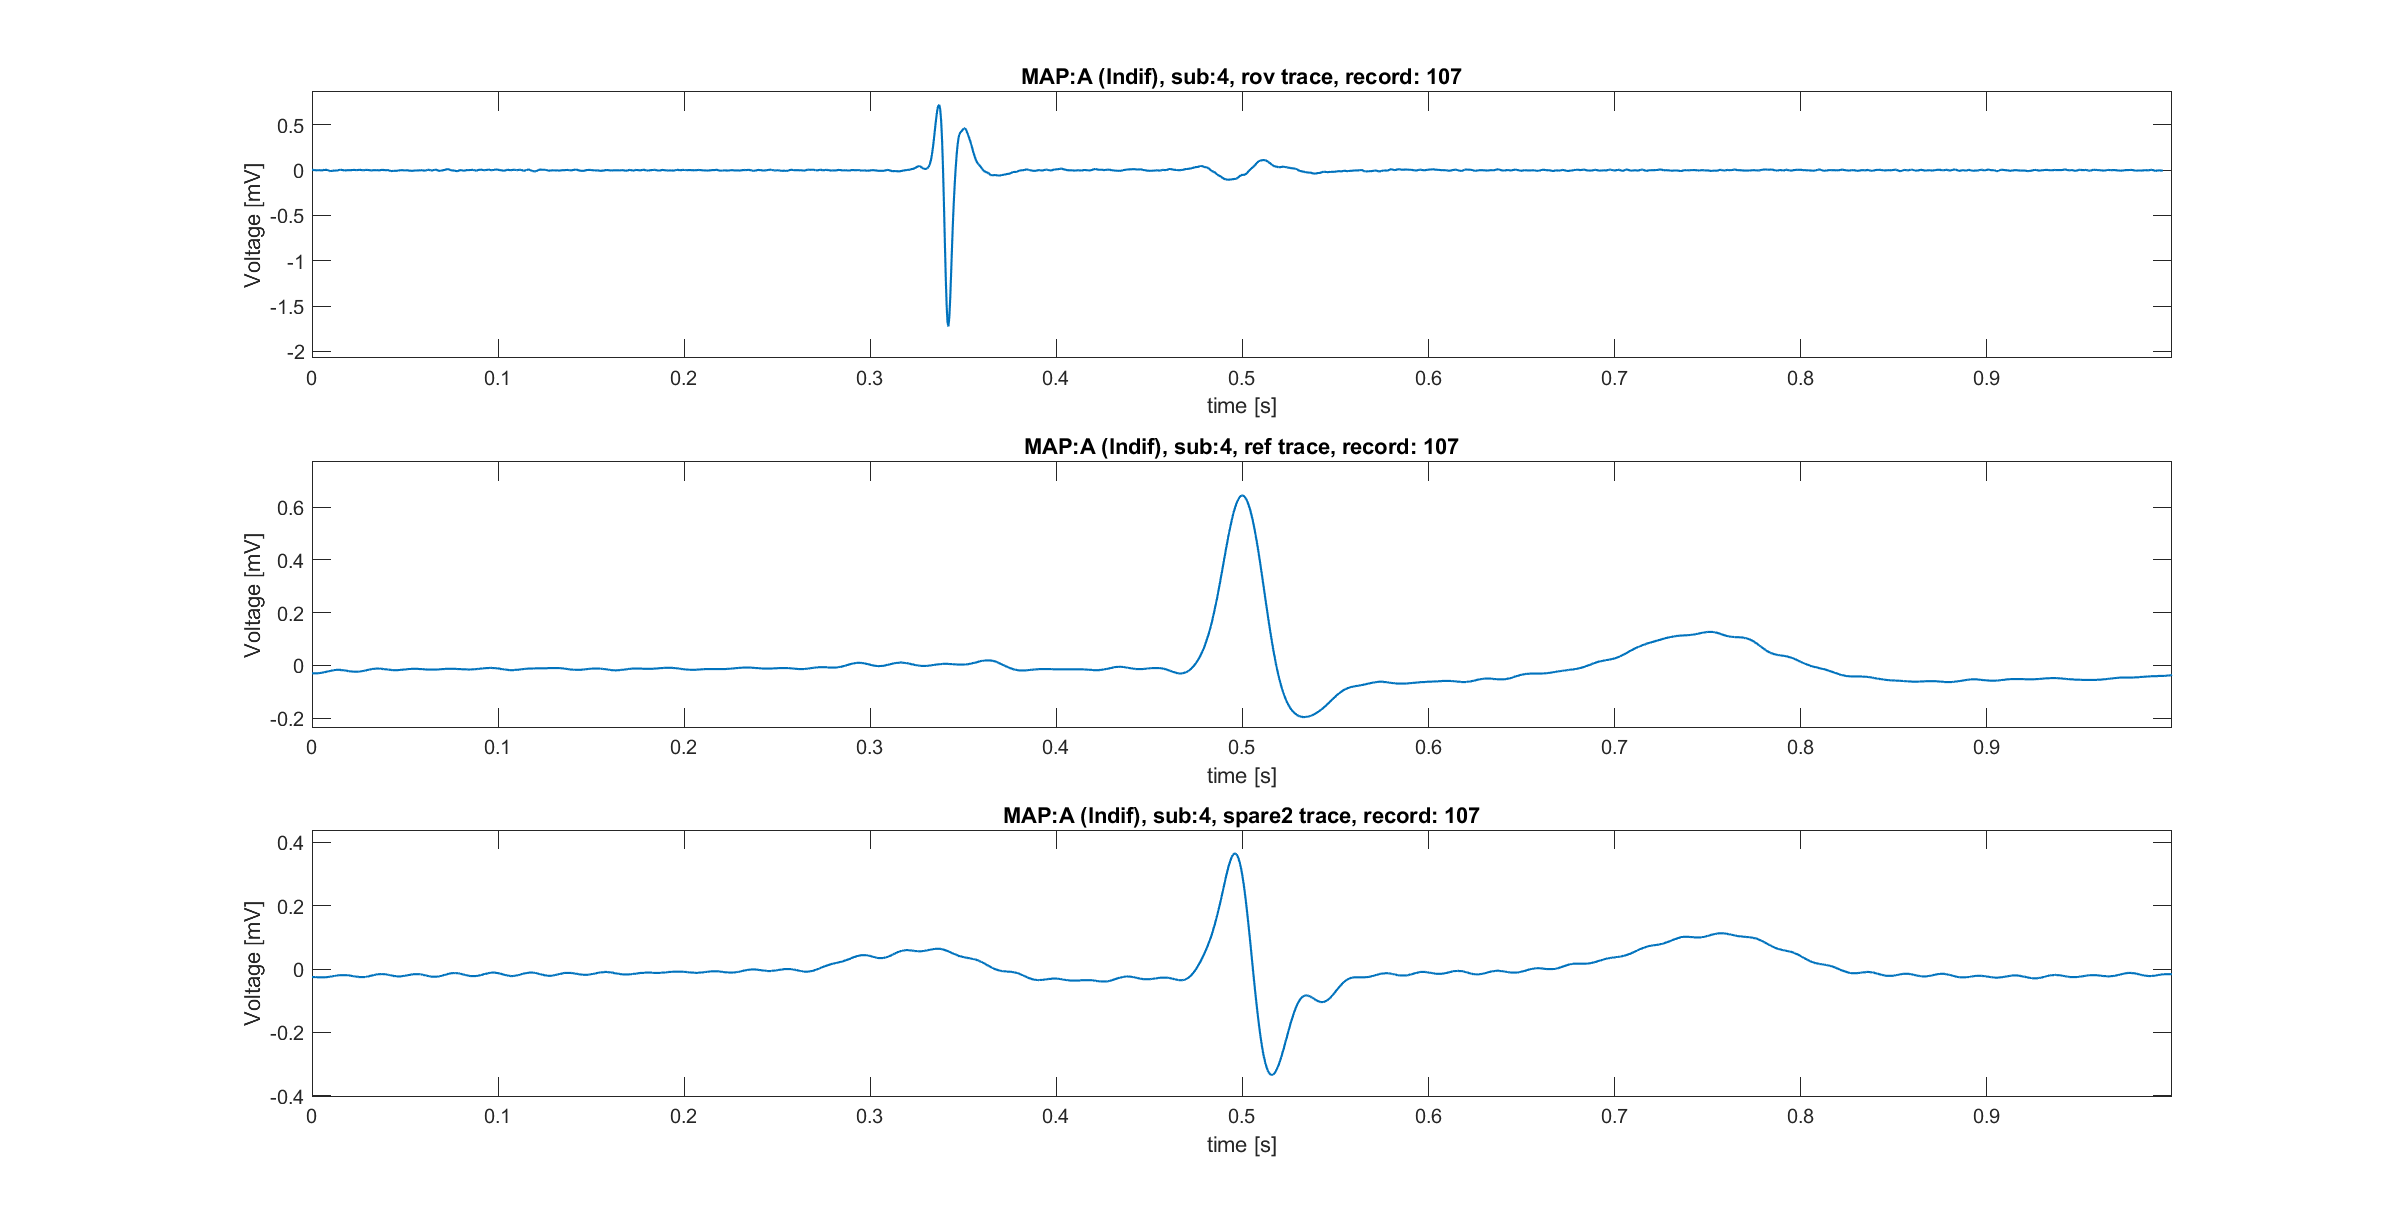 MAP:A (Indif), sub:4, rov trace, record: 107
Voltage [mV]
0.5
0
-0.5
-1
-1.5
-2
0 0.1 0.2 0.3 0.4 0.5 0.6 0.7 0.8 0.9
time [s]
MAP:A (Indif), sub:4, ref trace, record: 107
Voltage [mV]
0.6
0.4
0.2
0
-0.2
0 0.1 0.2 0.3 0.4 0.5 0.6 0.7 0.8 0.9
time [s]
MAP:A (Indif), sub:4, spare2 trace, record: 107
Voltage [mV]
0.4
0.2
0
-0.2
-0.4
0 0.1 0.2 0.3 0.4 0.5 0.6 0.7 0.8 0.9
time [s]